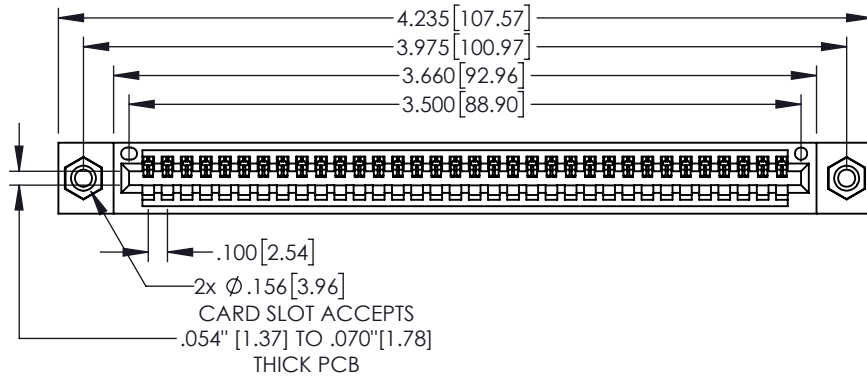 4.235[107.57]
3.975[100.97]
3.660[92.96]
3.500[88.90]
.100[2.54]
2x Ø.156[3.96]
CARD SLOT ACCEPTS
.054" [1.37] TO .070"[1.78]
THICK PCB